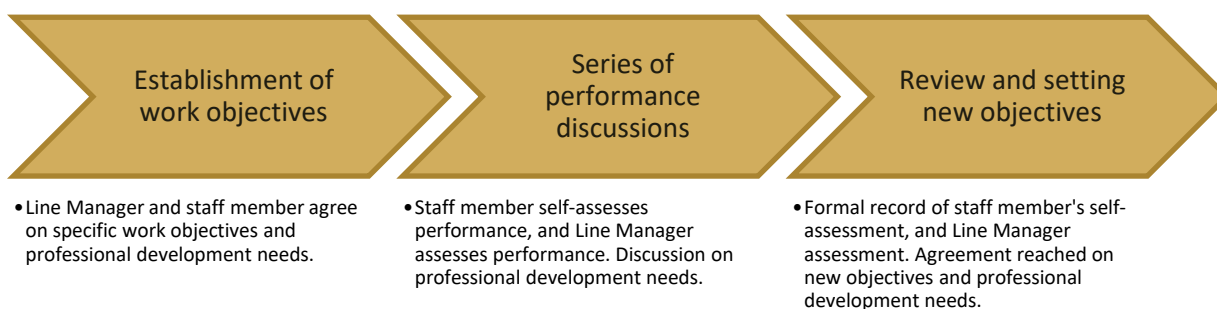 Establishment of
work objectives
Series of
performance
discussions
Review and setting
new objectives
•Line Manager and staff member agree
on specific work objectives and
professional development needs.
•Staff member self-assesses
performance, and Line Manager
assesses performance. Discussion on
professional development needs.
•Formal record of staff member's self-
assessment, and Line Manager
assessment. Agreement reached on
new objectives and professional
development needs.